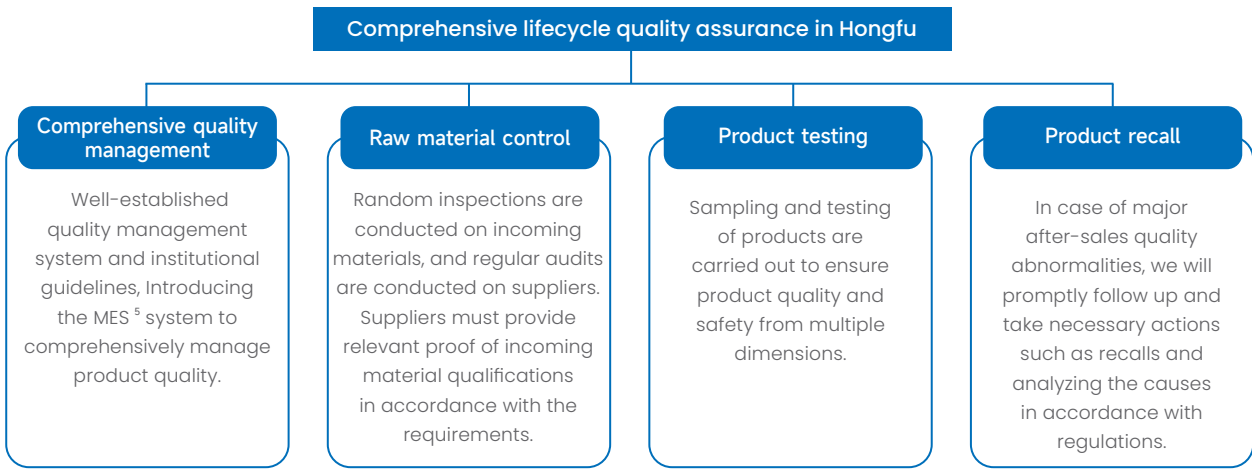 Comprehensive lifecycle quality assurance in Hongfu
Comprehensive quality
management
Well-established
quality management
system and institutional
guidelines, Introducing
the MES ⁵ system to
comprehensively manage
product quality.
Raw material control
Random inspections are
conducted on incoming
materials, and regular audits
are conducted on suppliers.
Suppliers must provide
relevant proof of incoming
material qualifications
in accordance with the
requirements.
Product testing
Sampling and testing
of products are
carried out to ensure
product quality and
safety from multiple
dimensions.
Product recall
In case of major
after-sales quality
abnormalities, we will
promptly follow up and
take necessary actions
such as recalls and
analyzing the causes
in accordance with
regulations.